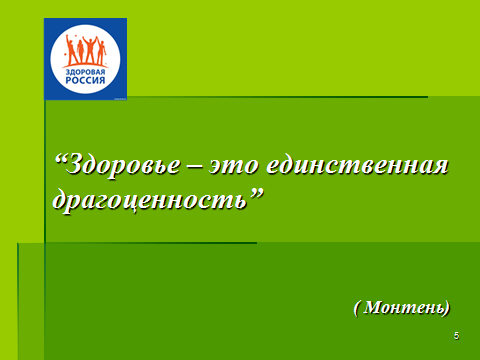 ЗДОРОВАЯ
РОССИЯ
“Здоровье – это единственная
драгоценность”
( Монтень)
5